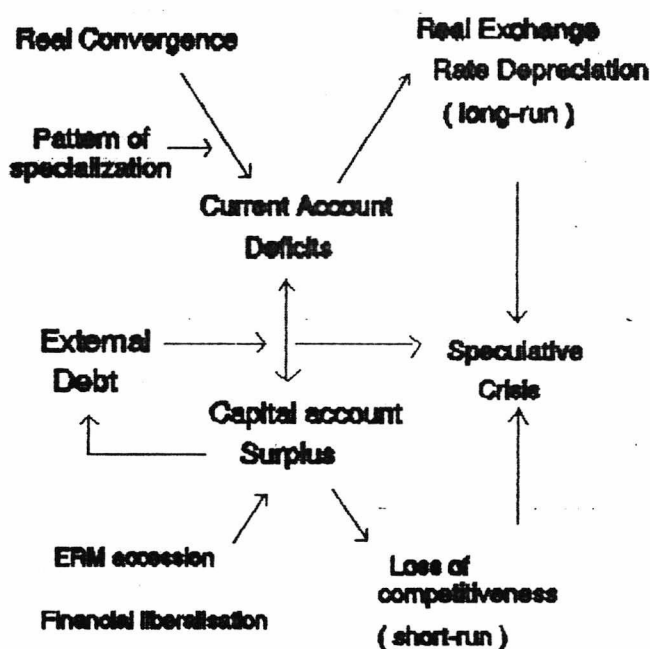 Real Convergence
Real Exchange
Rate Depreciation
( long-run )
Pattern of
specialization
Current Account
Deficits
External
Debt
Speculative
Crisis
Capital account
Surplus
ERM accession
Financial liberalisation
Loss of
competitiveness
( short-run )